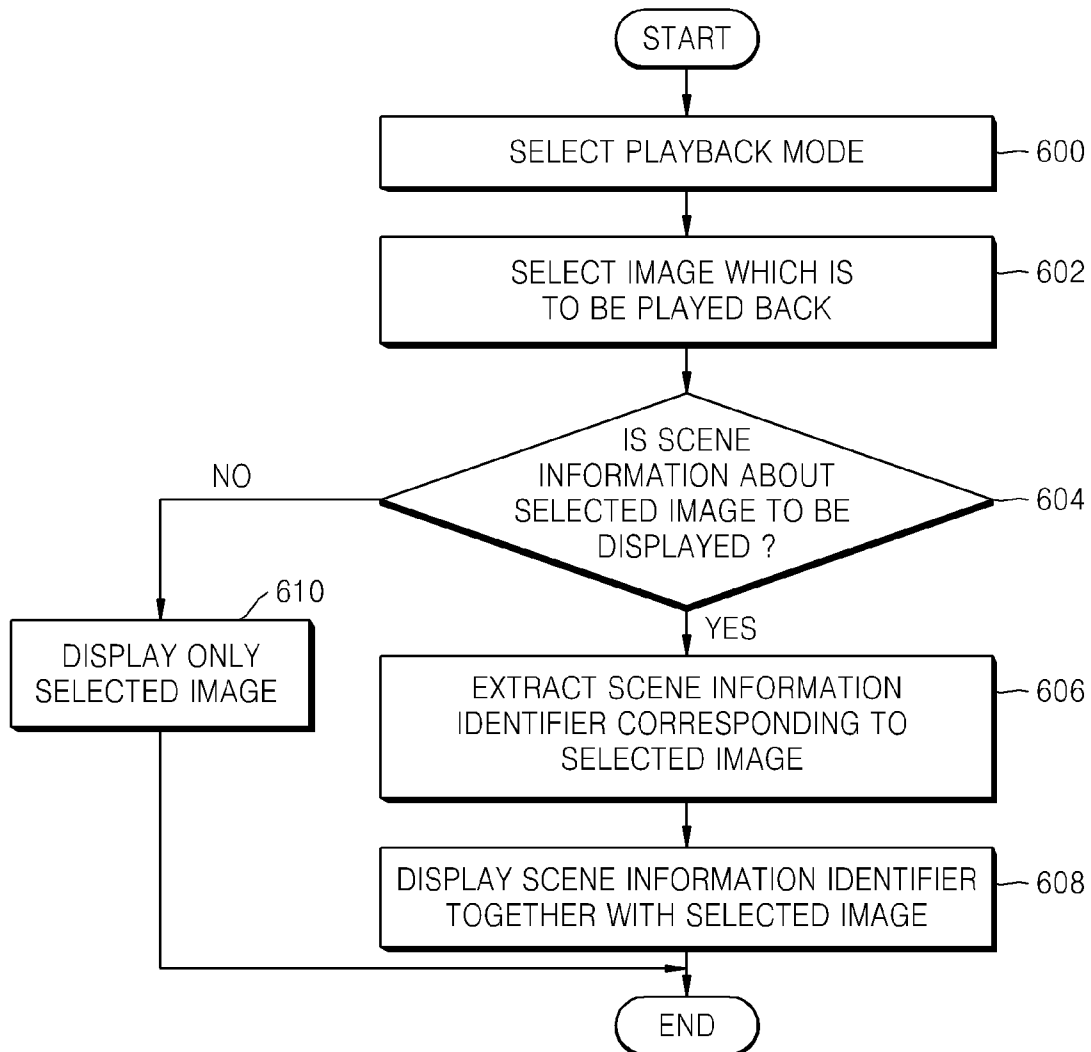 START
SELECT PLAYBACK MODE
600
SELECT IMAGE WHICH IS
TO BE PLAYED BACK
602
IS SCENE
INFORMATION ABOUT
SELECTED IMAGE TO BE
DISPLAYED ?
604
NO
YES
610
DISPLAY ONLY
SELECTED IMAGE
EXTRACT SCENE INFORMATION
IDENTIFIER CORRESPONDING TO
SELECTED IMAGE
606
DISPLAY SCENE INFORMATION IDENTIFIER
TOGETHER WITH SELECTED IMAGE
608
END